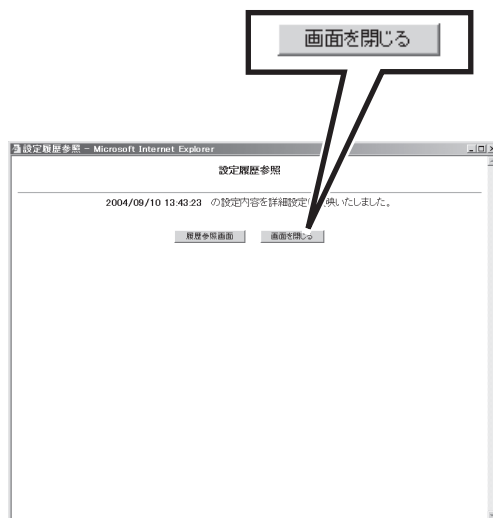 画面を閉じる
設定履歴参照 - Microsoft Internet Explorer
設定履歴参照
2004/09/10 13:43:23 の設定内容を詳細設定に映いたしました。
履歴参照画面 画面を閉じる